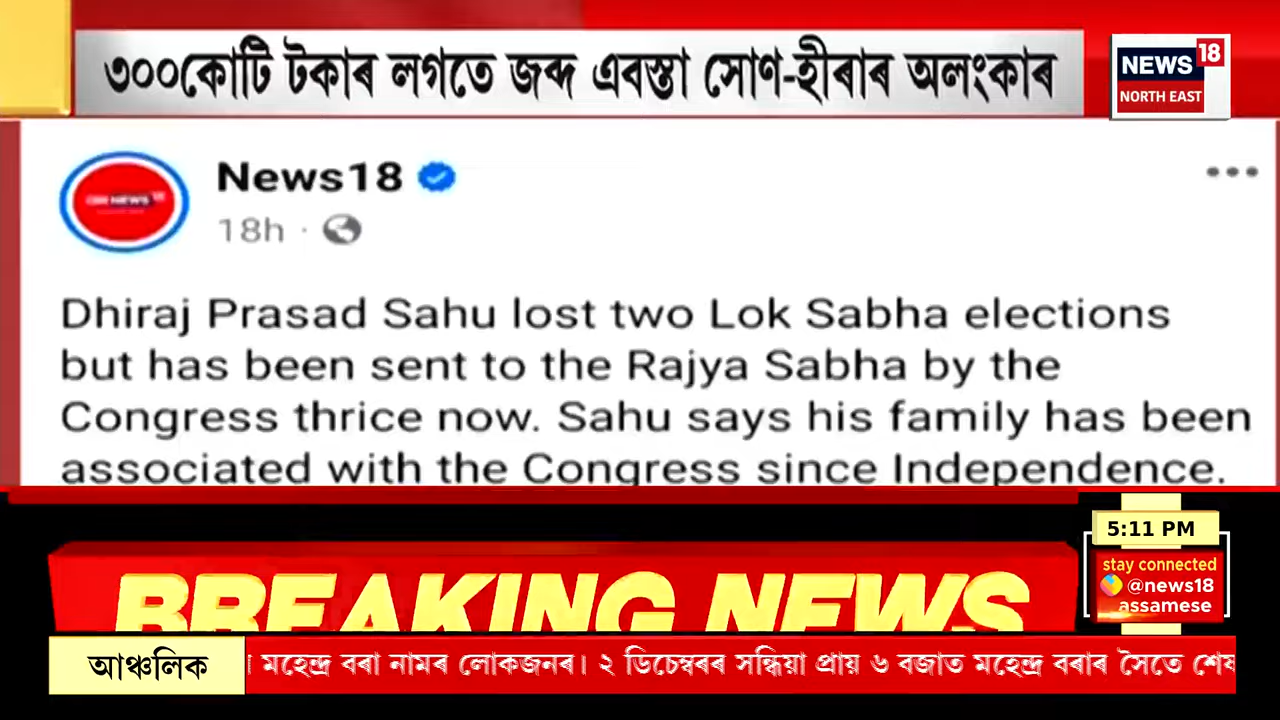 ৩০০কোটি টকাৰ লগতে জব্দ এবস্তা সোণ-হীৰাৰ অলংকাৰ
NEWS 18
NORTH EAST
News18
18h ·
Dhiraj Prasad Sahu lost two Lok Sabha elections
but has been sent to the Rajya Sabha by the
Congress thrice now. Sahu says his family has been
associated with the Congress since Independence.
5:11 PM
stay connected
@news18
assamese
BREAKING NEWS
আঞ্চলিক
মহেন্দ্ৰ বৰা নামৰ লোকজনৰ। ২ ডিচেম্বৰৰ সন্ধিয়া প্ৰায় ৬ বজাত মহেন্দ্ৰ বৰাৰ সৈতে শেষ